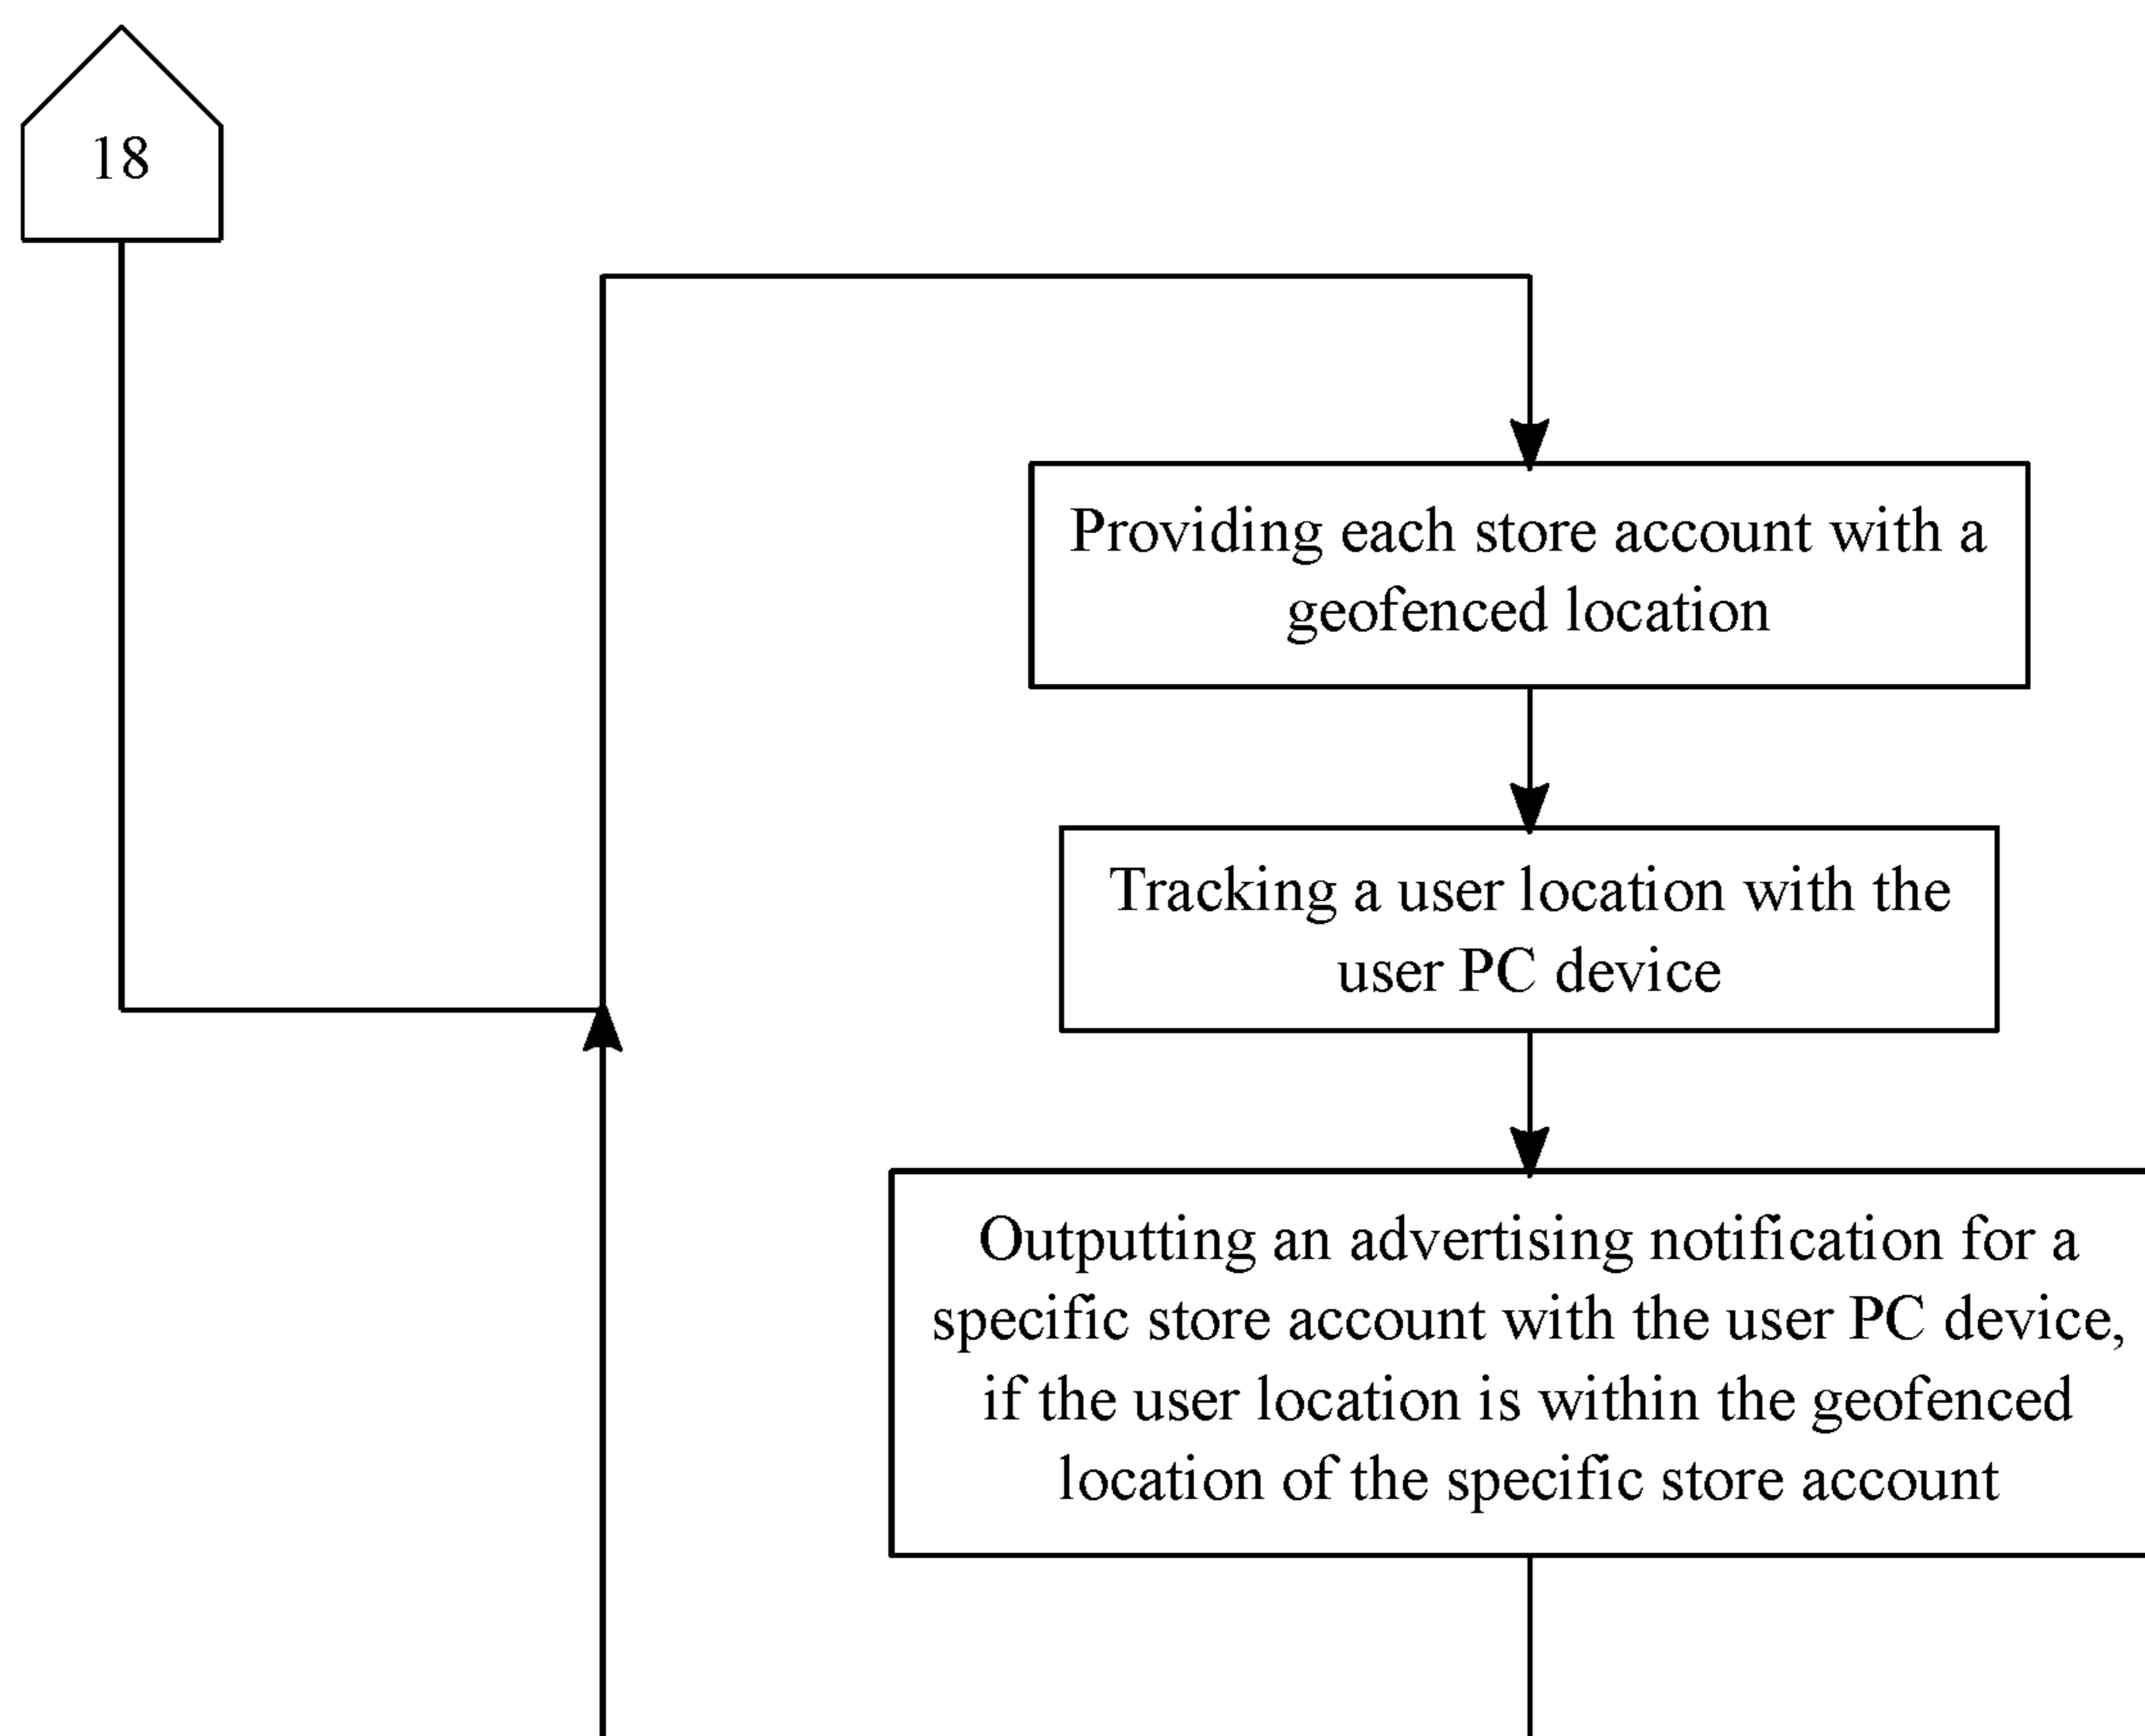 18
Providing each store account with a
geofenced location
Tracking a user location with the
user PC device
Outputting an advertising notification for a
specific store account with the user PC device,
if the user location is within the geofenced
location of the specific store account